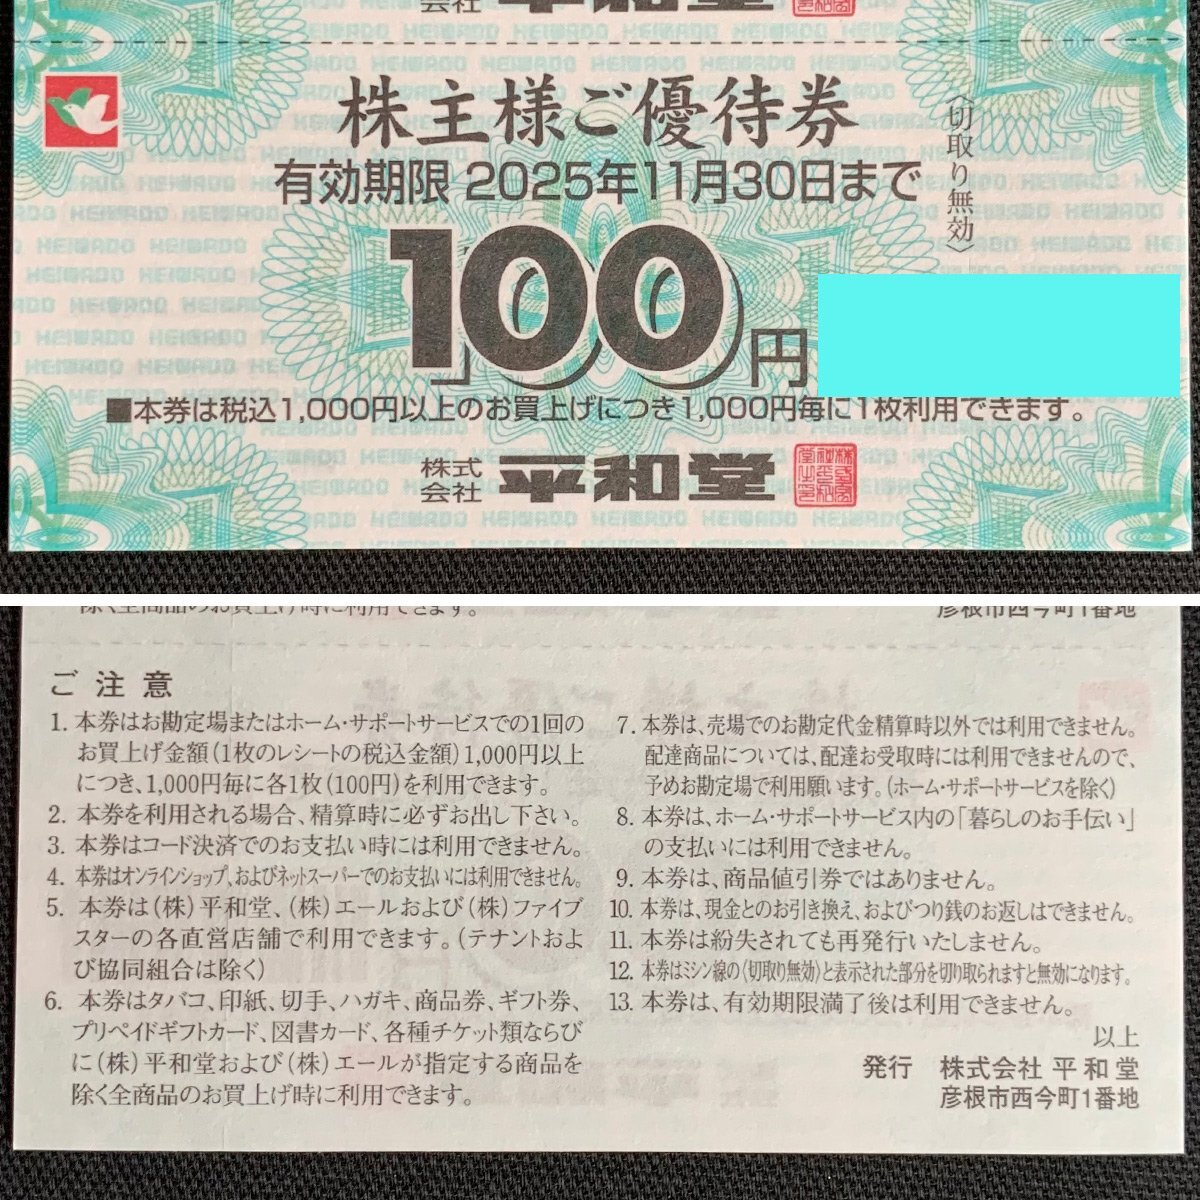 会社 平和堂
株主様ご優待券
有効期限 2025年11月30日まで
〈切取り無効〉
100円
■本券は税込1,000円以上のお買上げにつき1,000円毎に1枚利用できます。
株式
会社 平和堂
除く全商品のお買上げ時に利用できます。
彦根市西今町1番地
ご注意
1. 本券はお勘定場またはホーム・サポートサービスでの1回の
お買上げ金額(1枚のレシートの税込金額)1,000円以上
につき、1,000円毎に各1枚(100円)を利用できます。
2. 本券を利用される場合、精算時に必ずお出し下さい。
3. 本券はコード決済でのお支払い時には利用できません。
4. 本券はオンラインショップ、およびネットスーパーでのお支払いには利用できません。
5. 本券は(株)平和堂、(株)エールおよび(株)ファイブ
スターの各直営店舗で利用できます。(テナントおよ
び協同組合は除く)
6. 本券はタバコ、印紙、切手、ハガキ、商品券、ギフト券、
プリペイドギフトカード、図書カード、各種チケット類ならび
に(株)平和堂および(株)エールが指定する商品を
除く全商品のお買上げ時に利用できます。
7. 本券は、売場でのお勘定代金精算時以外では利用できません。
配達商品については、配達お受取時には利用できませんので、
予めお勘定場で利用願います。(ホーム・サポートサービスを除く)
8. 本券は、ホーム・サポートサービス内の「暮らしのお手伝い」
の支払いには利用できません。
9. 本券は、商品値引券ではありません。
10. 本券は、現金とのお引き換え、およびつり銭のお返しはできません。
11. 本券は紛失されても再発行いたしません。
12. 本券はミシン線の〈切取り無効〉と表示された部分を切り取られますと無効になります。
13. 本券は、有効期限満了後は利用できません。
以上
発行 株式会社 平和堂
彦根市西今町1番地